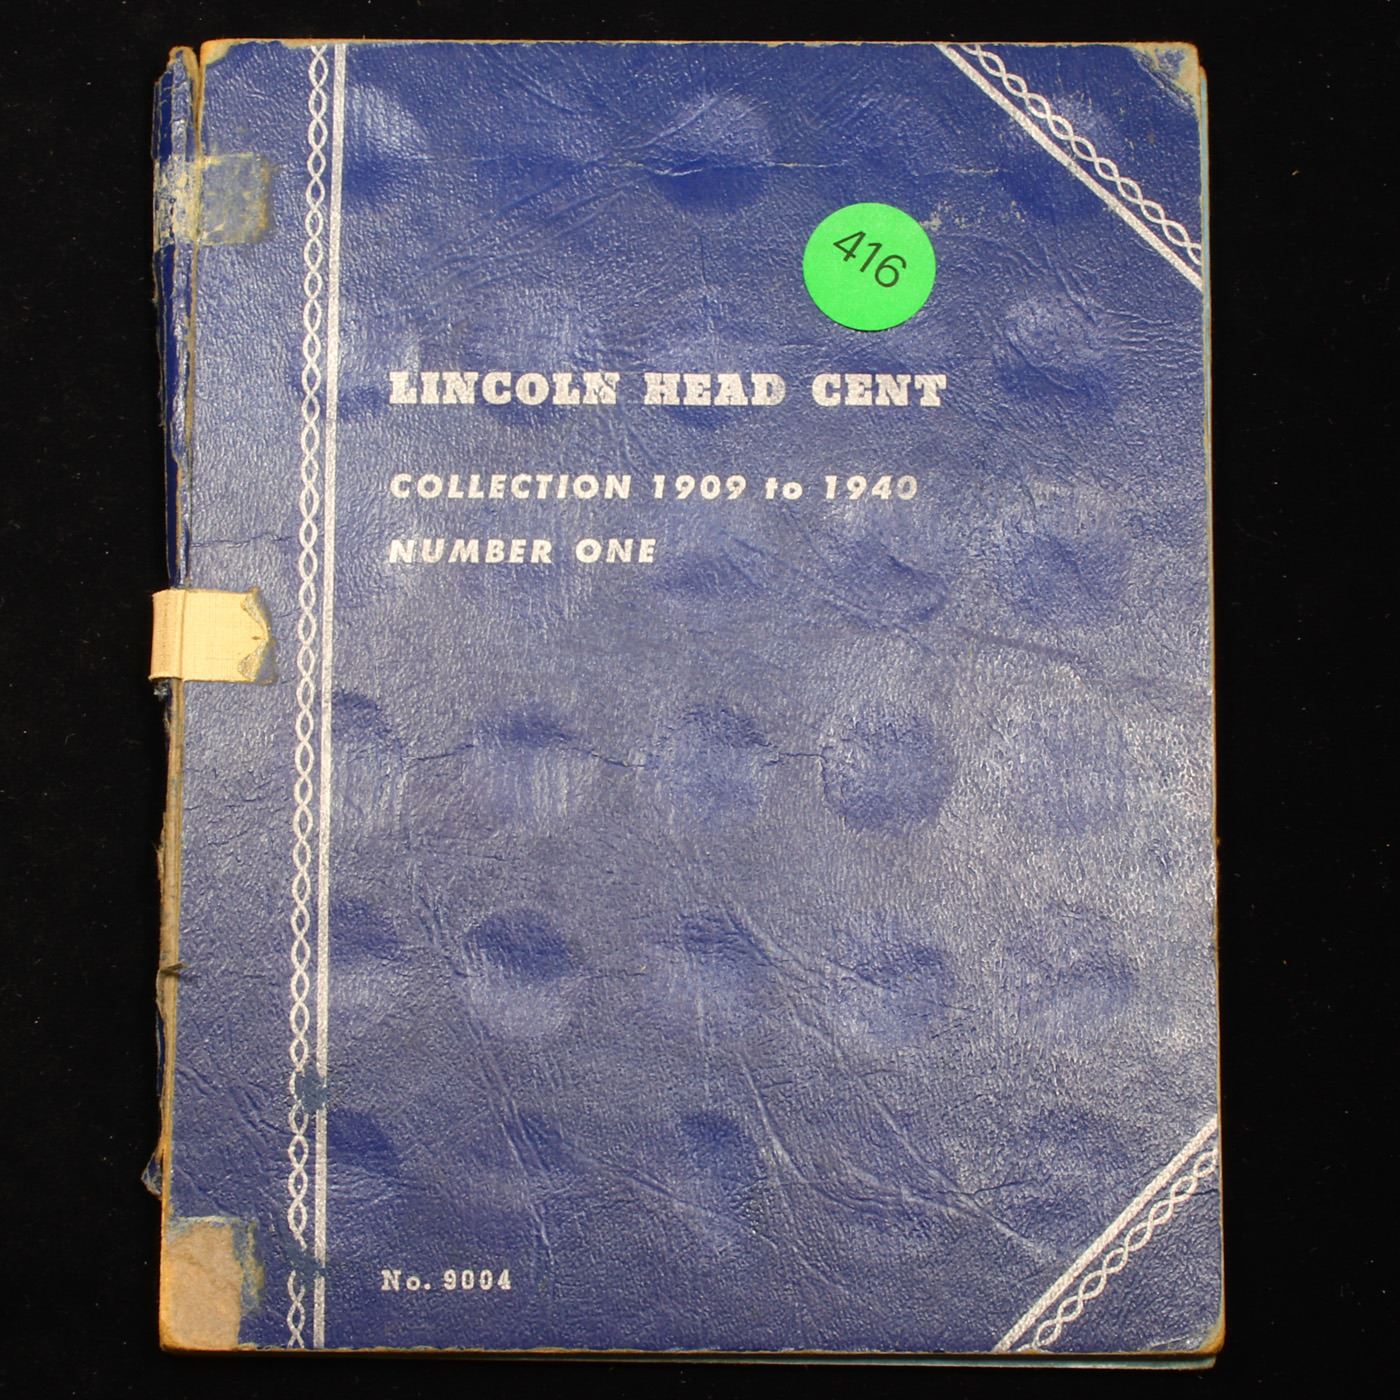 416
LINCOLN HEAD CENT
COLLECTION 1909 to 1940
NUMBER ONE
No. 9004